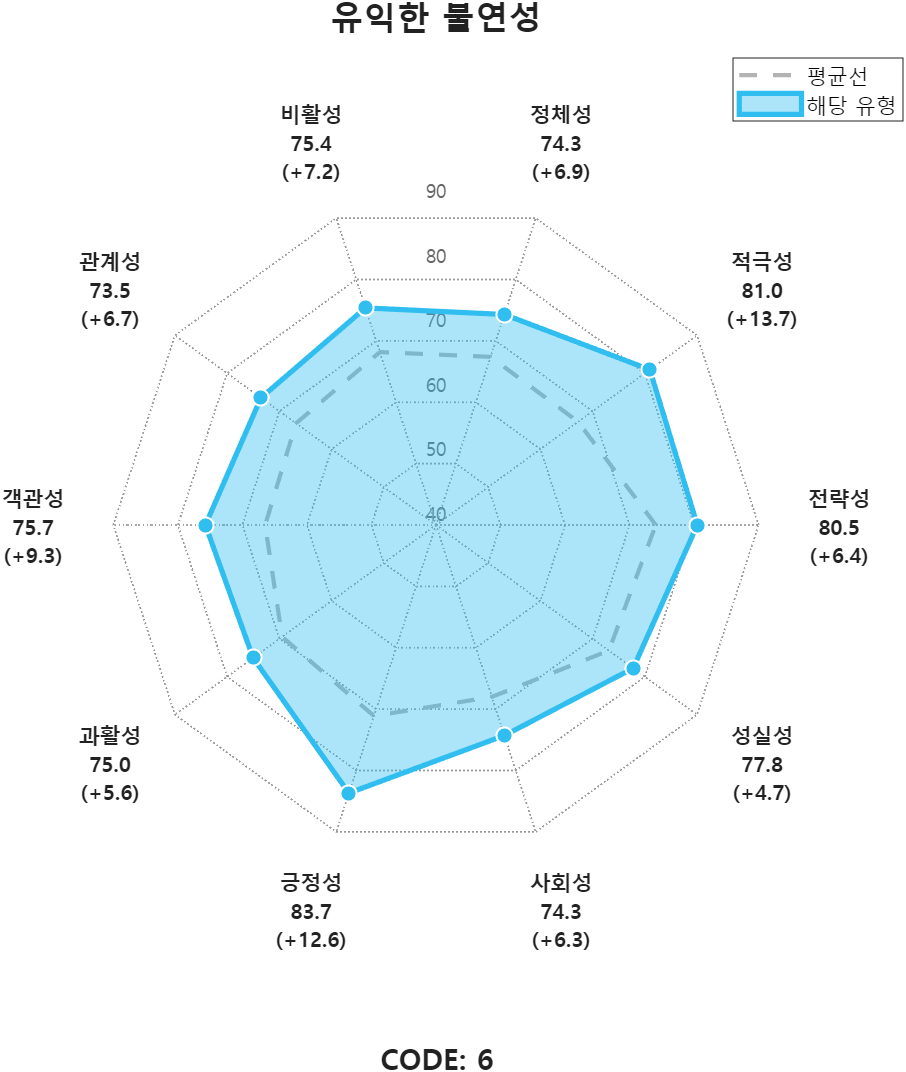 유익한 불연성
평균선
해당 유형
비활성
75.4
(+7.2)
정체성
74.3
(+6.9)
90
80
70
60
50
40
관계성
73.5
(+6.7)
적극성
81.0
(+13.7)
객관성
75.7
(+9.3)
전략성
80.5
(+6.4)
과활성
75.0
(+5.6)
성실성
77.8
(+4.7)
긍정성
83.7
(+12.6)
사회성
74.3
(+6.3)
CODE: 6